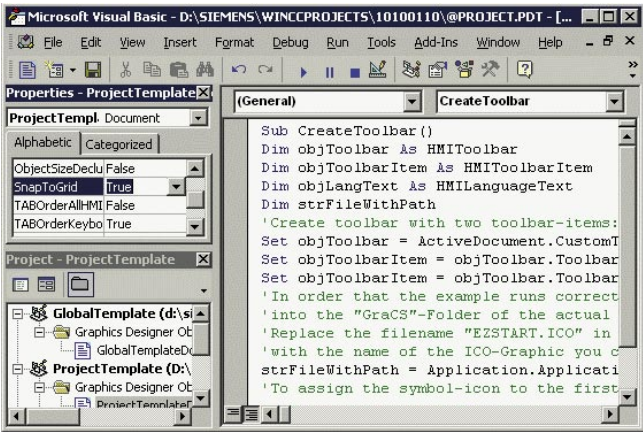 Microsoft Visual Basic - D:\SIEMENS\WINCCPROJECTS\10100110\@PROJECT.PDT - [...
File Edit View Insert Format Debug Run Tools Add-Ins Window Help
Properties - ProjectTemplate
ProjectTempl Document
Alphabetic Categorized
ObjectSizeDeclu False
SnapToGrid True
TABOrderAllHMI False
TABOrderKeybo True
Project - ProjectTemplate
GlobalTemplate (d:\si
Graphics Designer Ob
GlobalTemplateDo
ProjectTemplate (D:\
Graphics Designer Ob
ProjectTemplateD
(General) CreateToolbar
Sub CreateToolbar()
Dim objToolbar As HMIToolbar
Dim objToolbarItem As HMIToolbarItem
Dim objLangText As HMILanguageText
Dim strFileWithPath
'Create toolbar with two toolbar-items:
Set objToolbar = ActiveDocument.CustomT
Set objToolbarItem = objToolbar.Toolbar
Set objToolbarItem = objToolbar.Toolbar
'In order that the example runs correct
'into the "GraCS"-Folder of the actual
'Replace the filename "EZSTART.ICO" in
'with the name of the ICO-Graphic you c
strFileWithPath = Application.Applicati
'To assign the symbol-icon to the first